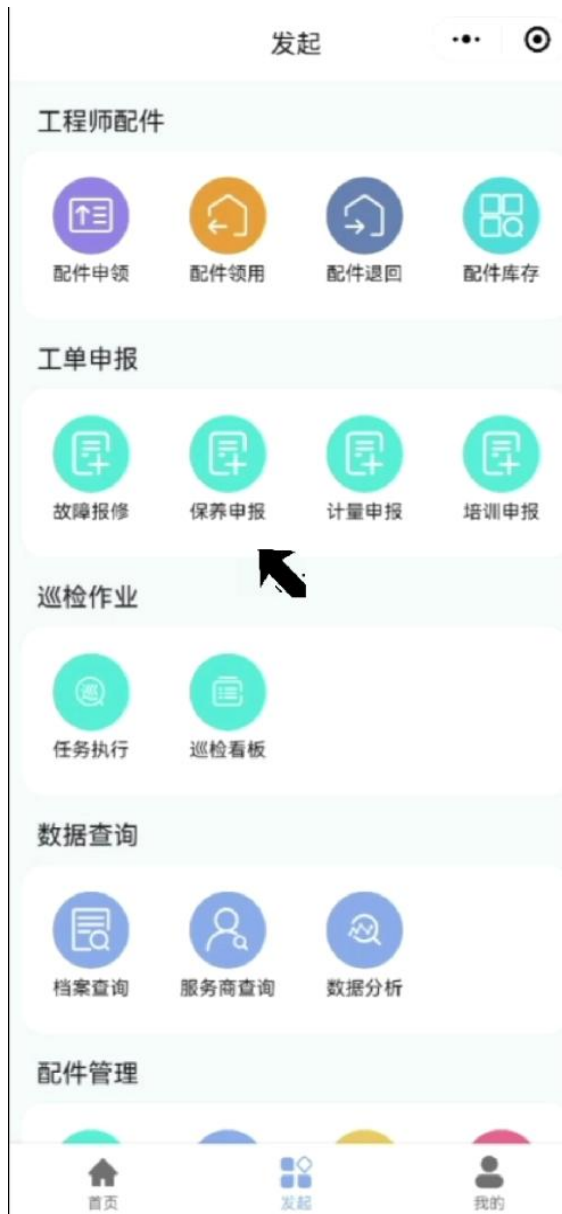 发起
工程师配件
配件申领 配件领用 配件退回 配件库存
工单申报
故障报修 保养申报 计量申报 培训申报
巡检作业
巡
任务执行 巡检看板
数据查询
档案查询 服务商查询 数据分析
配件管理
首页 发起 我的